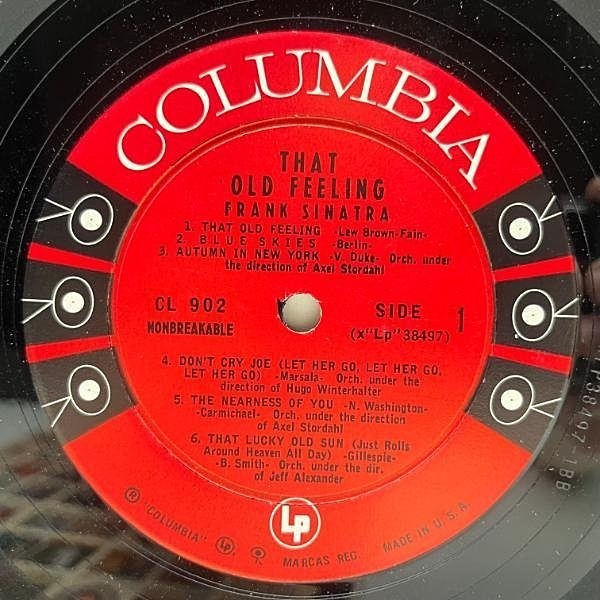 COLUMBIA
THAT
OLD FEELING
FRANK SINATRA
1. THAT OLD FEELING -Lew Brown-Fain-
2. BLUE SKIES -Berlin-
3. AUTUMN IN NEW YORK -V. Duke- Orch. under
the direction of Axel Stordahl
CL 902
NONBREAKABLE
SIDE 1
(x"Lp" 38497)
4. DON'T CRY JOE (LET HER GO, LET HER GO,
LET HER GO) -Marsala- Orch. under the
direction of Hugo Winterhalter
5. THE NEARNESS OF YOU -N. Washington-
-Carmichael- Orch. under the direction
of Axel Stordahl
6. THAT LUCKY OLD SUN (Just Rolls
Around Heaven All Day) -Gillespie-
-B. Smith- Orch. under the dir.
of Jeff Alexander
Lp
® "COLUMBIA" MARCAS REG. MADE IN U.S.A.
LP38497-1BB